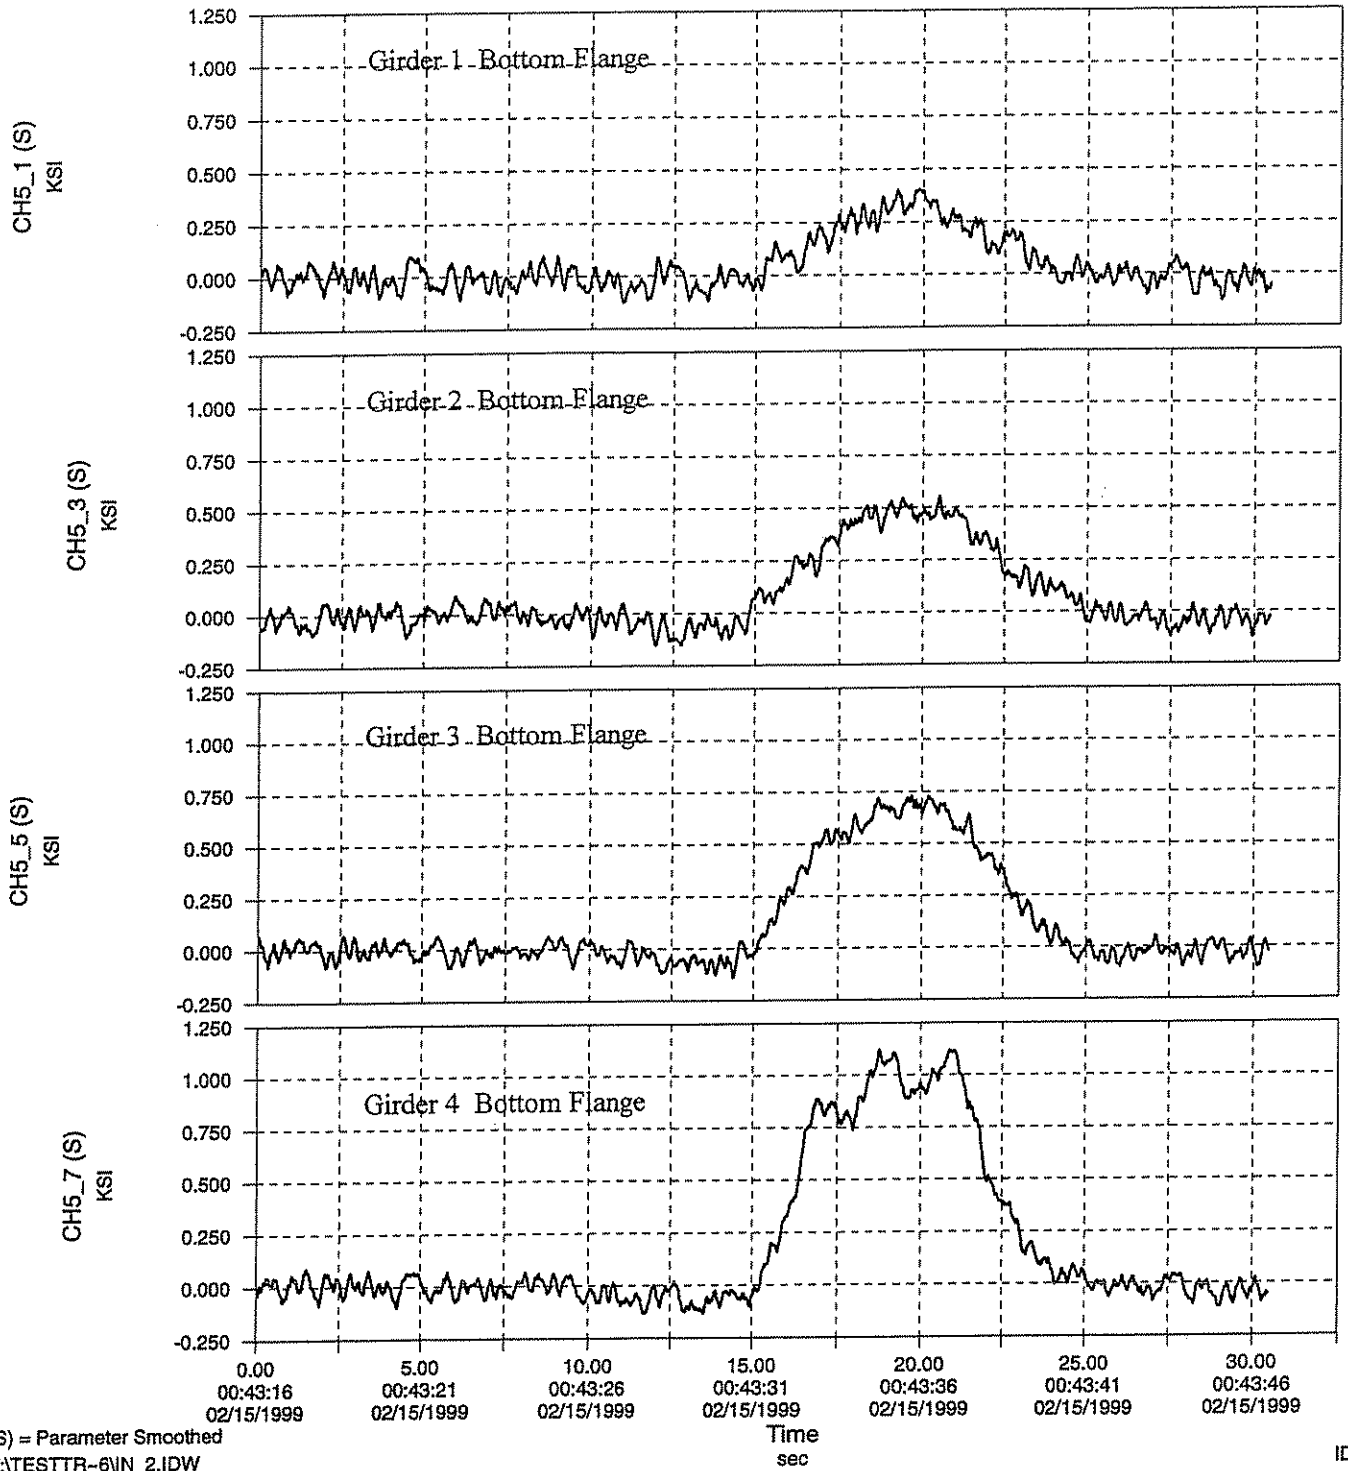 1.250
1.000
0.750
0.500
0.250
0.000
-0.250
CH5_1 (S)
KSI
Girder 1 Bottom Flange
1.250
1.000
0.750
0.500
0.250
0.000
-0.250
CH5_3 (S)
KSI
Girder 2 Bottom Flange
1.250
1.000
0.750
0.500
0.250
0.000
-0.250
CH5_5 (S)
KSI
Girder 3 Bottom Flange
1.250
1.000
0.750
0.500
0.250
0.000
-0.250
CH5_7 (S)
KSI
Girder 4 Bottom Flange
0.00 5.00 10.00 15.00 20.00 25.00 30.00
00:43:16 00:43:21 00:43:26 00:43:31 00:43:36 00:43:41 00:43:46
02/15/1999 02/15/1999 02/15/1999 02/15/1999 02/15/1999 02/15/1999 02/15/1999
Time
sec
S) = Parameter Smoothed
:\TESTTR~6\IN_2.IDW